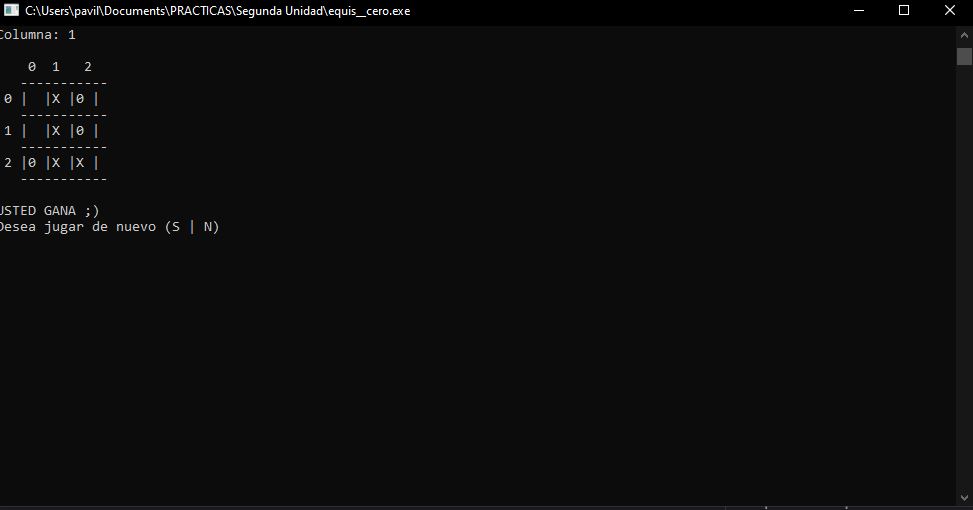 C:\Users\pavil\Documents\PRACTICAS\Segunda Unidad\equis__cero.exe
Columna: 1
0 1 2
-----------
0 | |X |0 |
-----------
1 | |X |0 |
-----------
2 |0 |X |X |
-----------
USTED GANA ;)
Desea jugar de nuevo (S | N)